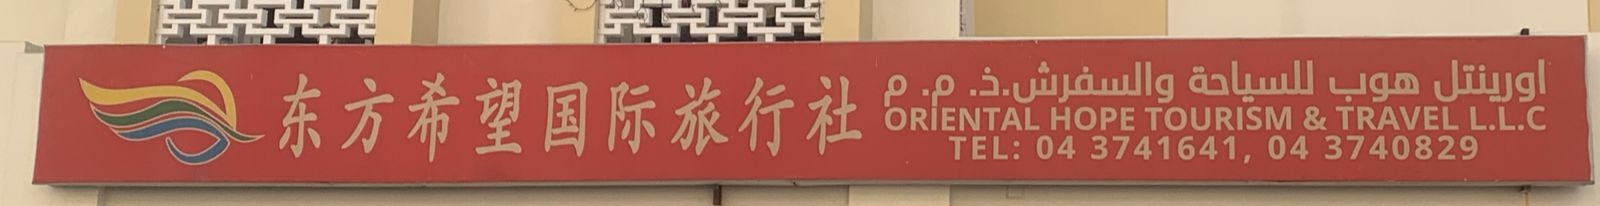 东方希望国际旅行社
اورينتل هوب للسياحة والسفرش.ذ. م. م
ORIENTAL HOPE TOURISM & TRAVEL L.L.C
TEL: 04 3741641, 04 3740829